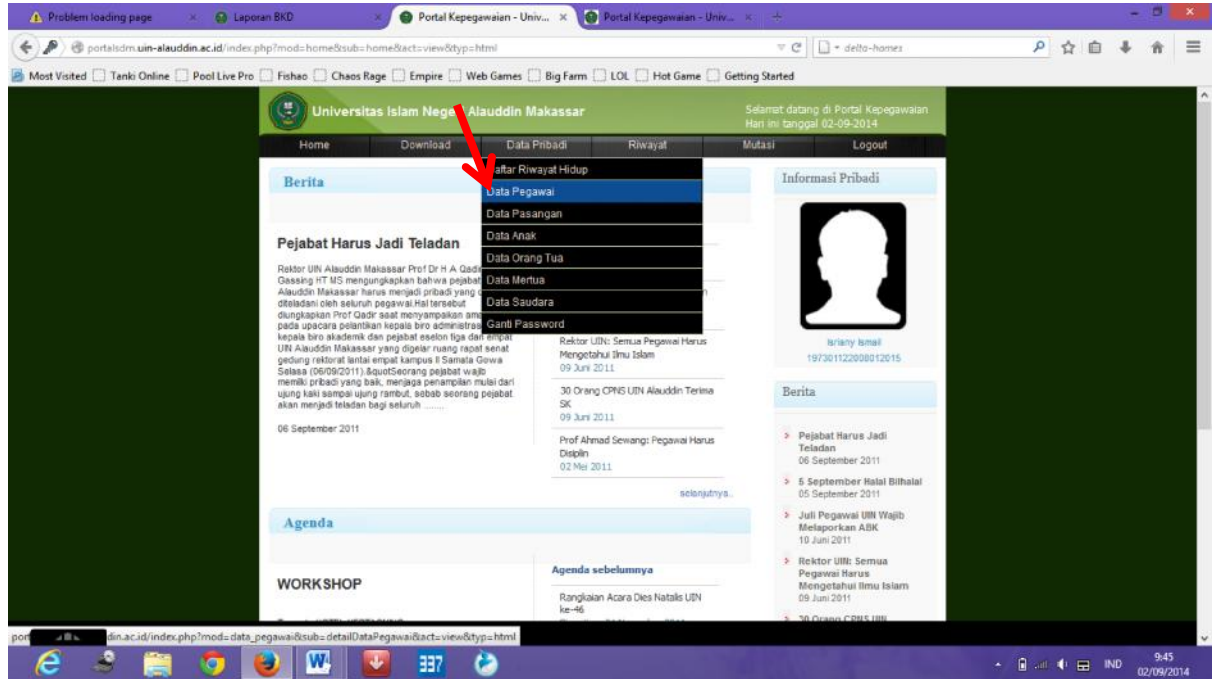 Problem loading page
Laporan BKD
Portal Kepegawaian - Univ...
Portal Kepegawaian - Univ...
portalsdm.uin-alauddin.ac.id/index.php?mod=home&sub=home&act=view&typ=html
delta-homes
Most Visited Tanki Online Pool Live Pro Fishao Chaos Rage Empire Web Games Big Farm LOL Hot Game Getting Started
Universitas Islam Nege Alauddin Makassar
Selamat datang di Portal Kepegawaian
Hari ini tanggal 02-09-2014
Home Download Data Pribadi Riwayat Mutasi Logout
aftar Riwayat Hidup
Data Pegawai
Data Pasangan
Data Anak
Data Orang Tua
Data Mertua
Data Saudara
Ganti Password
Berita
Pejabat Harus Jadi Teladan
Rektor UIN Alauddin Makassar Prof Dr H A Qadi
Gassing HT MS mengungkapkan bahwa pejabat
Alauddin Makassar harus menjadi pribadi yang d
diteladani oleh seluruh pegawai.Hal tersebut
diungkapkan Prof Qadir saat menyampaikan ama
pada upacara pelantikan kepala biro administras
kepala biro akademik dan pejabat eselon tiga dan empat
UIN Alauddin Makassar yang digelar ruang rapat senat
gedung rektorat lantai empat kampus II Samata Gowa
Selasa (06/09/2011).&quotSeorang pejabat wajib
memiliki pribadi yang baik, menjaga penampilan mulai dari
ujung kaki sampai ujung rambut, sebab seorang pejabat
akan menjadi teladan bagi seluruh ........
06 September 2011
n
Rektor UIN: Semua Pegawai Harus
Mengetahui Ilmu Islam
09 Juni 2011
30 Orang CPNS UIN Alauddin Terima
SK
09 Juni 2011
Prof Ahmad Sewang: Pegawai Harus
Disiplin
02 Mei 2011
selanjutnya..
Agenda
WORKSHOP
Agenda sebelumnya
Rangkaian Acara Dies Natalis UIN
ke-46
Informasi Pribadi
Isriany Ismail
197301122008012015
Berita
Pejabat Harus Jadi
Teladan
06 September 2011
5 September Halal Bilhalal
05 September 2011
Juli Pegawai UIN Wajib
Melaporkan ABK
10 Juni 2011
Rektor UIN: Semua
Pegawai Harus
Mengetahui Ilmu Islam
09 Juni 2011
30 Orang CPNS UIN
port din.ac.id/index.php?mod=data_pegawai&sub=detailDataPegawai&act=view&typ=html
337
IND
9:45
02/09/2014